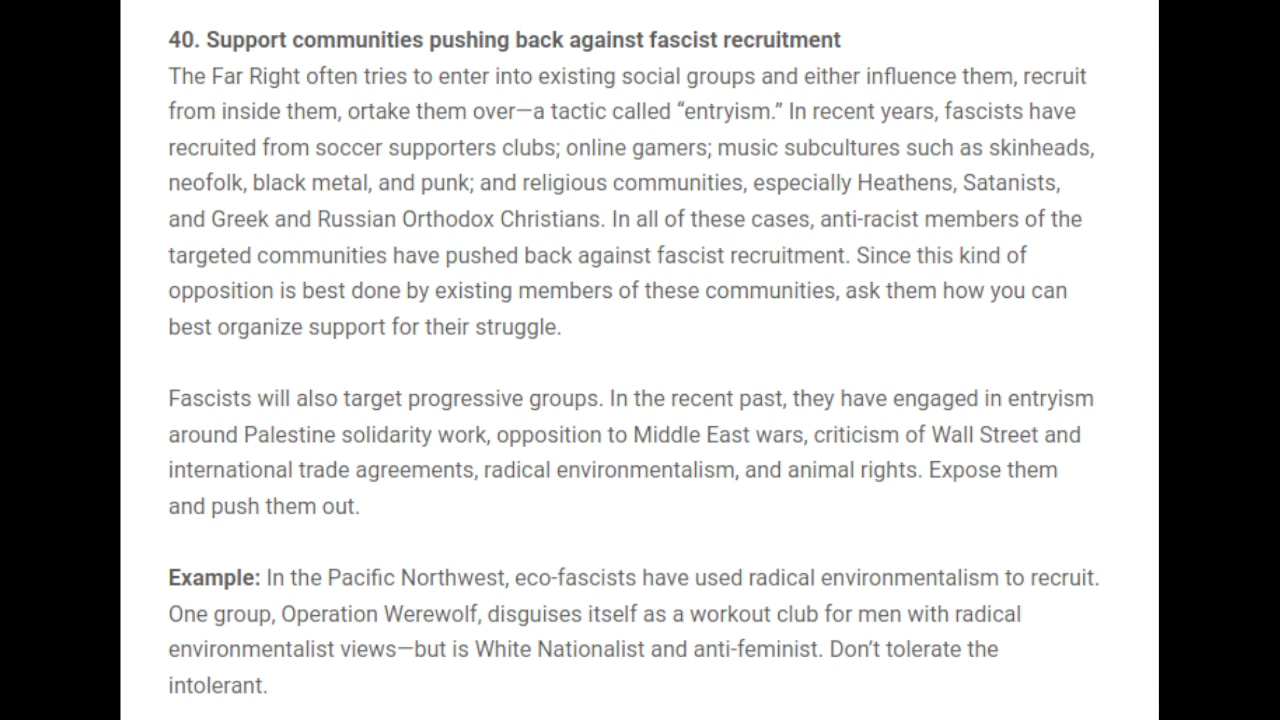 40. Support communities pushing back against fascist recruitment
The Far Right often tries to enter into existing social groups and either influence them, recruit
from inside them, ortake them over—a tactic called “entryism.” In recent years, fascists have
recruited from soccer supporters clubs; online gamers; music subcultures such as skinheads,
neofolk, black metal, and punk; and religious communities, especially Heathens, Satanists,
and Greek and Russian Orthodox Christians. In all of these cases, anti-racist members of the
targeted communities have pushed back against fascist recruitment. Since this kind of
opposition is best done by existing members of these communities, ask them how you can
best organize support for their struggle.
Fascists will also target progressive groups. In the recent past, they have engaged in entryism
around Palestine solidarity work, opposition to Middle East wars, criticism of Wall Street and
international trade agreements, radical environmentalism, and animal rights. Expose them
and push them out.
Example: In the Pacific Northwest, eco-fascists have used radical environmentalism to recruit.
One group, Operation Werewolf, disguises itself as a workout club for men with radical
environmentalist views—but is White Nationalist and anti-feminist. Don’t tolerate the
intolerant.